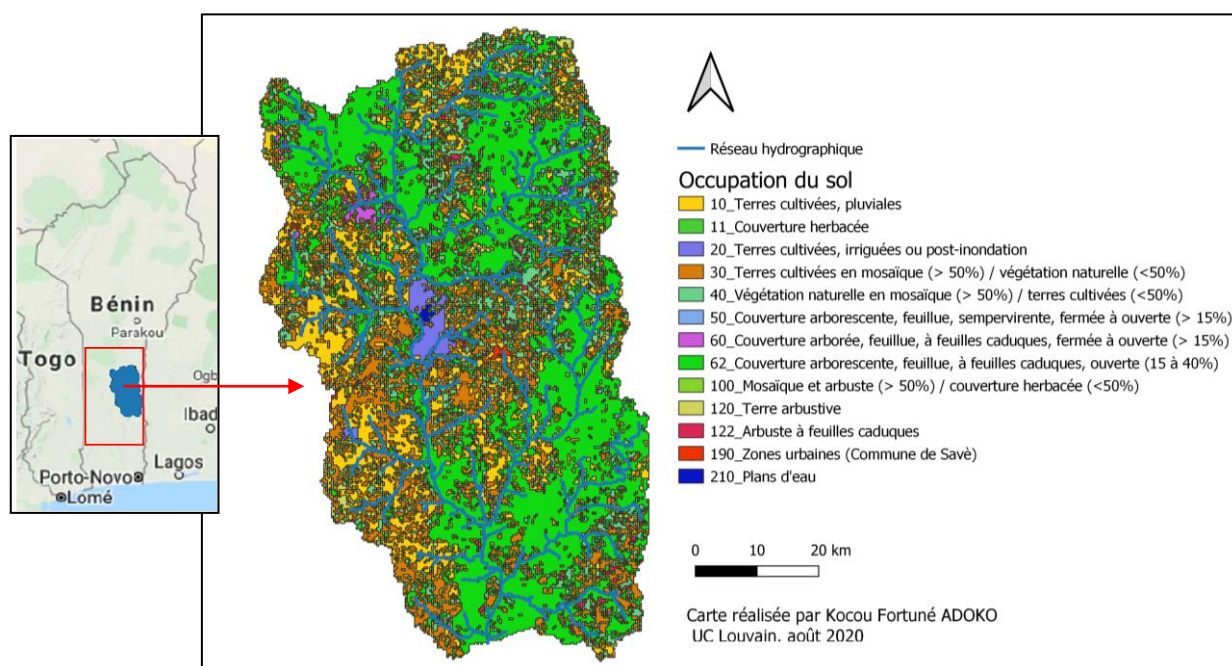 Bénin
Parakou
Togo
Ogb
Ibad
Porto-Novo
Lagos
Lomé
Réseau hydrographique
Occupation du sol
10_Terres cultivées, pluviales
11_Couverture herbacée
20_Terres cultivées, irriguées ou post-inondation
30_Terres cultivées en mosaïque (> 50%) / végétation naturelle (<50%)
40_Végétation naturelle en mosaïque (> 50%) / terres cultivées (<50%)
50_Couverture arborescente, feuillue, sempervirente, fermée à ouverte (> 15%)
60_Couverture arborée, feuillue, à feuilles caduques, fermée à ouverte (> 15%)
62_Couverture arborescente, feuillue, à feuilles caduques, ouverte (15 à 40%)
100_Mosaïque et arbuste (> 50%) / couverture herbacée (<50%)
120_Terre arbustive
122_Arbuste à feuilles caduques
190_Zones urbaines (Commune de Savè)
210_Plans d'eau
0 10 20 km
Carte réalisée par Kocou Fortuné ADOKO
UC Louvain. août 2020